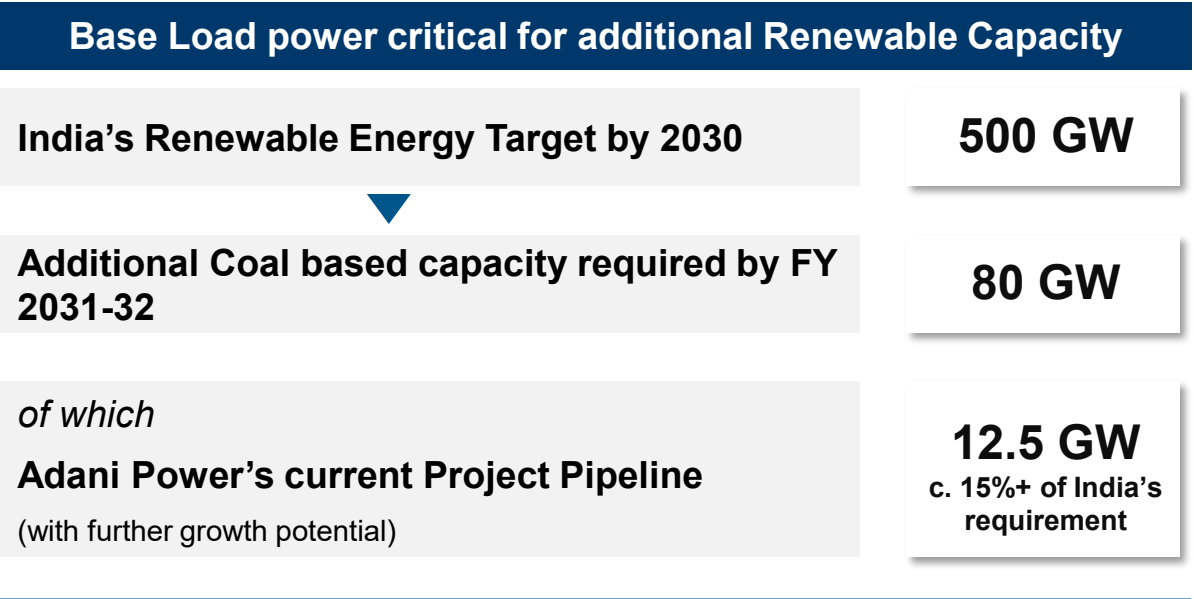 Base Load power critical for additional Renewable Capacity
India’s Renewable Energy Target by 2030
500 GW
Additional Coal based capacity required by FY
2031-32
80 GW
of which
Adani Power’s current Project Pipeline
(with further growth potential)
12.5 GW
c. 15%+ of India’s
requirement